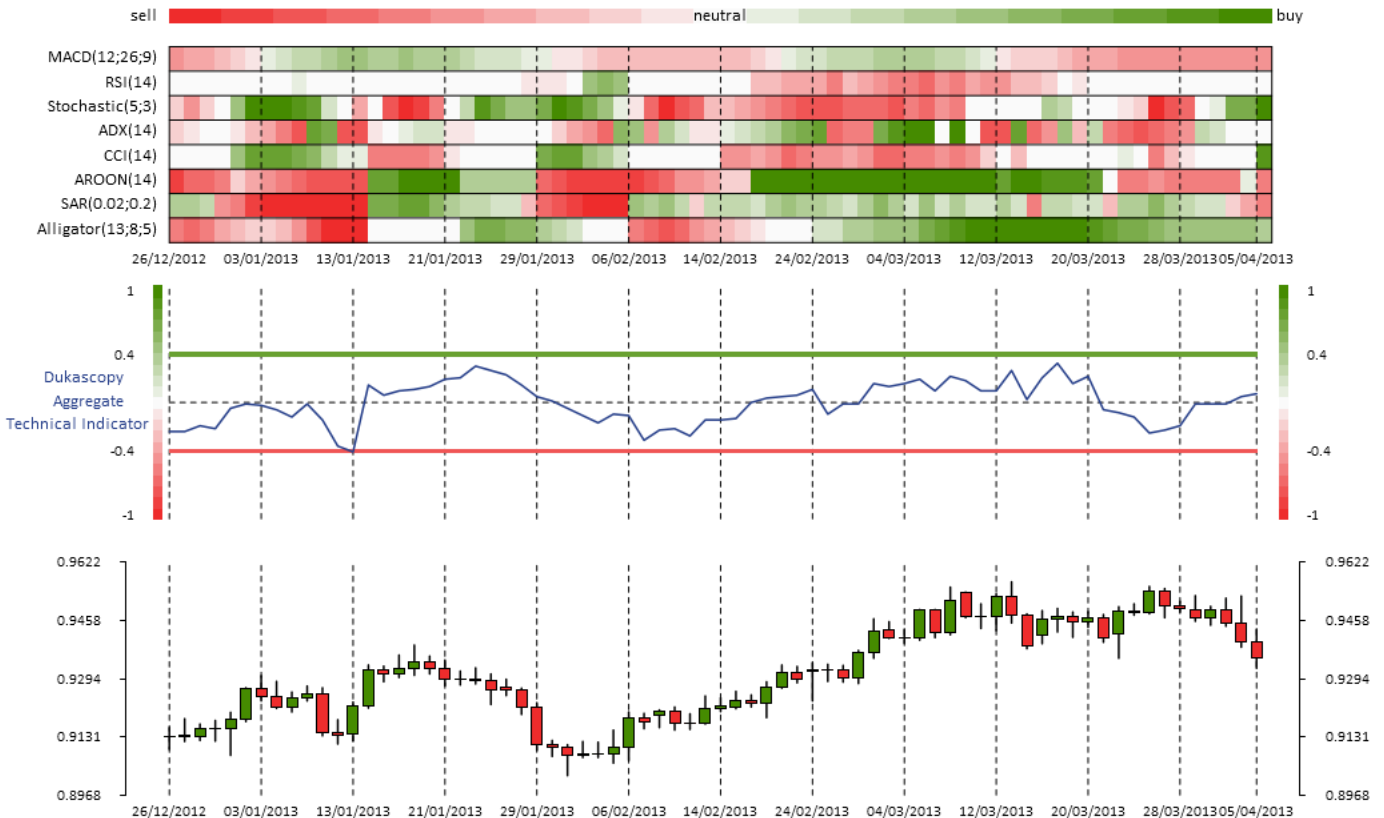 sell neutral buy
MACD(12;26;9)
RSI(14)
Stochastic(5;3)
ADX(14)
CCI(14)
AROON(14)
SAR(0.02;0.2)
Alligator(13;8;5)
26/12/2012 03/01/2013 13/01/2013 21/01/2013 29/01/2013 06/02/2013 14/02/2013 24/02/2013 04/03/2013 12/03/2013 20/03/2013 28/03/2013 05/04/2013
1 1
0.4 0.4
Dukascopy
Aggregate
Technical Indicator
-0.4 -0.4
-1 -1
0.9622 0.9622
0.9458 0.9458
0.9294 0.9294
0.9131 0.9131
0.8968 0.8968
26/12/2012 03/01/2013 13/01/2013 21/01/2013 29/01/2013 06/02/2013 14/02/2013 24/02/2013 04/03/2013 12/03/2013 20/03/2013 28/03/2013 05/04/2013